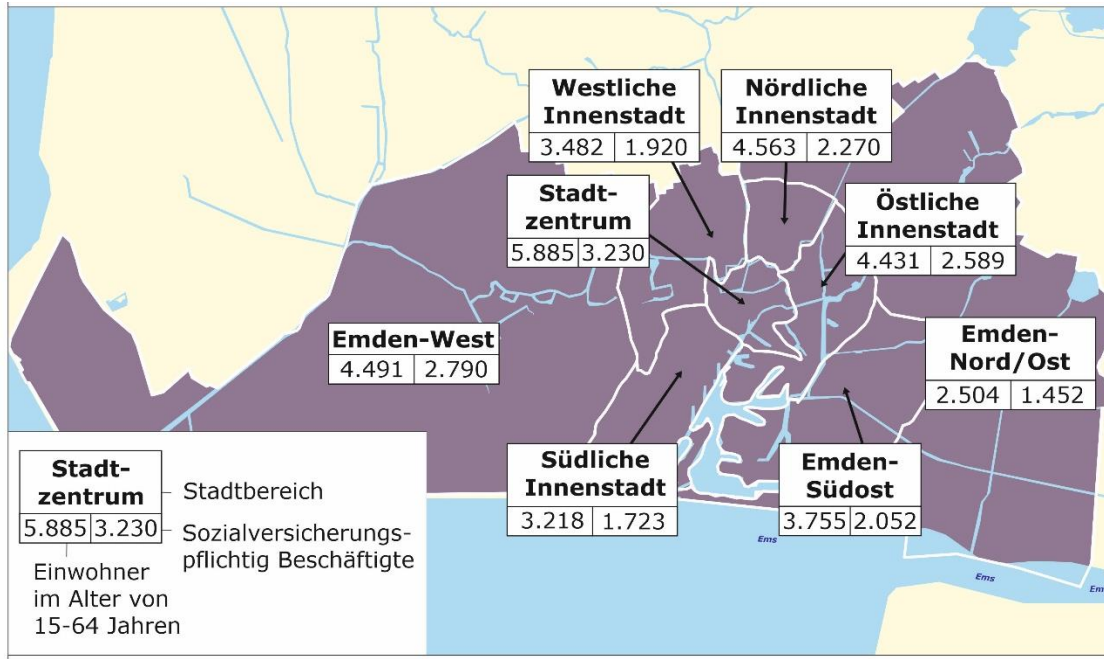 Westliche
Innenstadt
3.482 1.920
Nördliche
Innenstadt
4.563 2.270
Stadt-
zentrum
5.885 3.230
Östliche
Innenstadt
4.431 2.589
Emden-West
4.491 2.790
Emden-
Nord/Ost
2.504 1.452
Südliche
Innenstadt
3.218 1.723
Emden-
Südost
3.755 2.052
Stadt-
zentrum
5.885 3.230
Stadtbereich
Sozialversicherungs-
pflichtig Beschäftigte
Einwohner
im Alter von
15-64 Jahren
Ems
Ems
Em